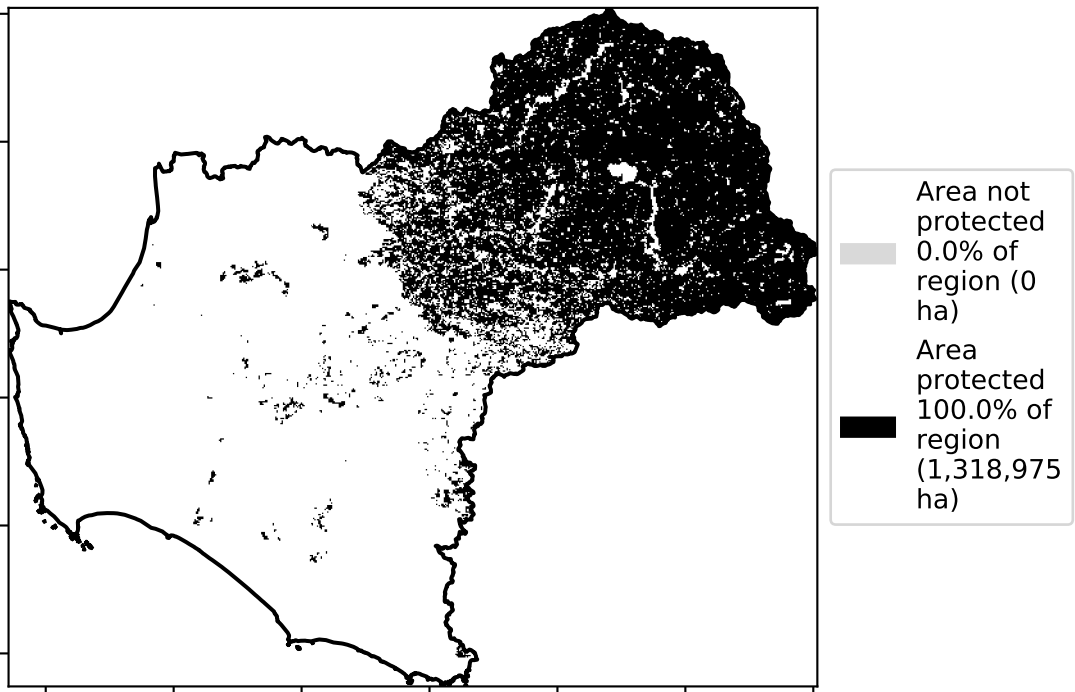 Area not
protected
0.0% of
region (0
ha)
Area
protected
100.0% of
region
(1,318,975
ha)